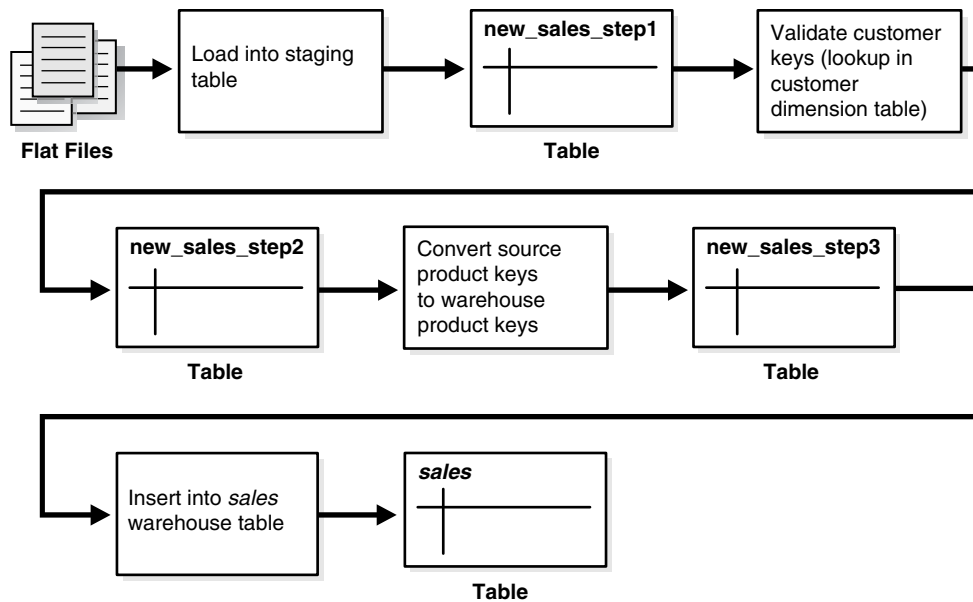 Flat Files
Load into staging
table
new_sales_step1
Table
Validate customer
keys (lookup in
customer
dimension table)
new_sales_step2
Table
Convert source
product keys
to warehouse
product keys
new_sales_step3
Table
Insert into sales
warehouse table
sales
Table